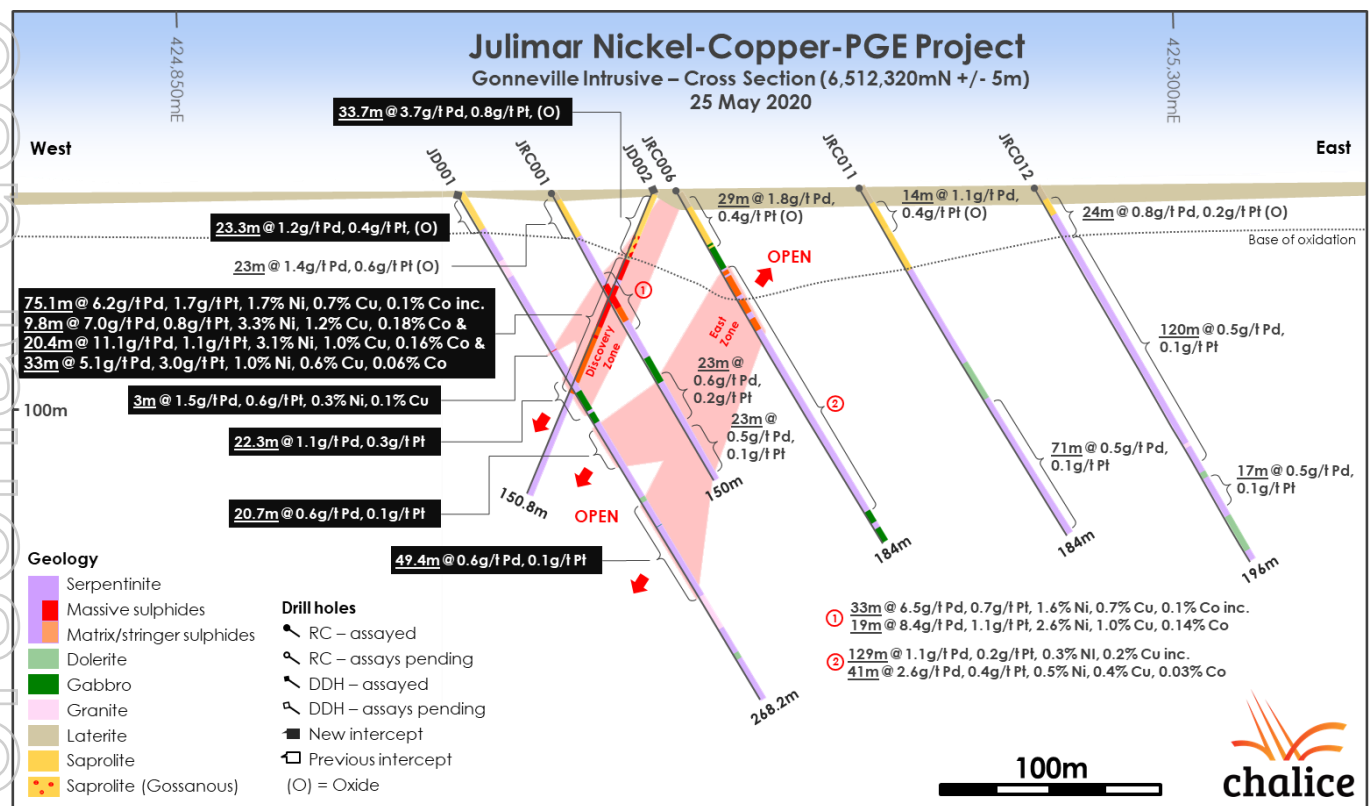 Julimar Nickel-Copper-PGE Project
Gonneville Intrusive – Cross Section (6,512,320mN +/- 5m)
25 May 2020
424,850mE
425,300mE
West
East
JD001
JRC001
JD002
JRC006
JRC011
JRC012
33.7m @ 3.7g/t Pd, 0.8g/t Pt, (O)
23.3m @ 1.2g/t Pd, 0.4g/t Pt, (O)
23m @ 1.4g/t Pd, 0.6g/t Pt (O)
75.1m @ 6.2g/t Pd, 1.7g/t Pt, 1.7% Ni, 0.7% Cu, 0.1% Co inc.
9.8m @ 7.0g/t Pd, 0.8g/t Pt, 3.3% Ni, 1.2% Cu, 0.18% Co &
20.4m @ 11.1g/t Pd, 1.1g/t Pt, 3.1% Ni, 1.0% Cu, 0.16% Co &
33m @ 5.1g/t Pd, 3.0g/t Pt, 1.0% Ni, 0.6% Cu, 0.06% Co
3m @ 1.5g/t Pd, 0.6g/t Pt, 0.3% Ni, 0.1% Cu
100m
22.3m @ 1.1g/t Pd, 0.3g/t Pt
20.7m @ 0.6g/t Pd, 0.1g/t Pt
49.4m @ 0.6g/t Pd, 0.1g/t Pt
29m @ 1.8g/t Pd,
0.4g/t Pt (O)
14m @ 1.1g/t Pd,
0.4g/t Pt (O)
24m @ 0.8g/t Pd, 0.2g/t Pt (O)
Base of oxidation
OPEN
1
Discovery
Zone
East
Zone
23m @
0.6g/t Pd,
0.2g/t Pt
23m @
0.5g/t Pd,
0.1g/t Pt
2
120m @ 0.5g/t Pd,
0.1g/t Pt
71m @ 0.5g/t Pd,
0.1g/t Pt
17m @ 0.5g/t Pd,
0.1g/t Pt
OPEN
150.8m
150m
184m
184m
196m
268.2m
Geology
Serpentinite
Massive sulphides
Matrix/stringer sulphides
Dolerite
Gabbro
Granite
Laterite
Saprolite
Saprolite (Gossanous)
Drill holes
RC – assayed
RC – assays pending
DDH – assayed
DDH – assays pending
New intercept
Previous intercept
(O) = Oxide
1 33m @ 6.5g/t Pd, 0.7g/t Pt, 1.6% Ni, 0.7% Cu, 0.1% Co inc.
19m @ 8.4g/t Pd, 1.1g/t Pt, 2.6% Ni, 1.0% Cu, 0.14% Co
2 129m @ 1.1g/t Pd, 0.2g/t Pt, 0.3% NI, 0.2% Cu inc.
41m @ 2.6g/t Pd, 0.4g/t Pt, 0.5% Ni, 0.4% Cu, 0.03% Co
100m
chalice